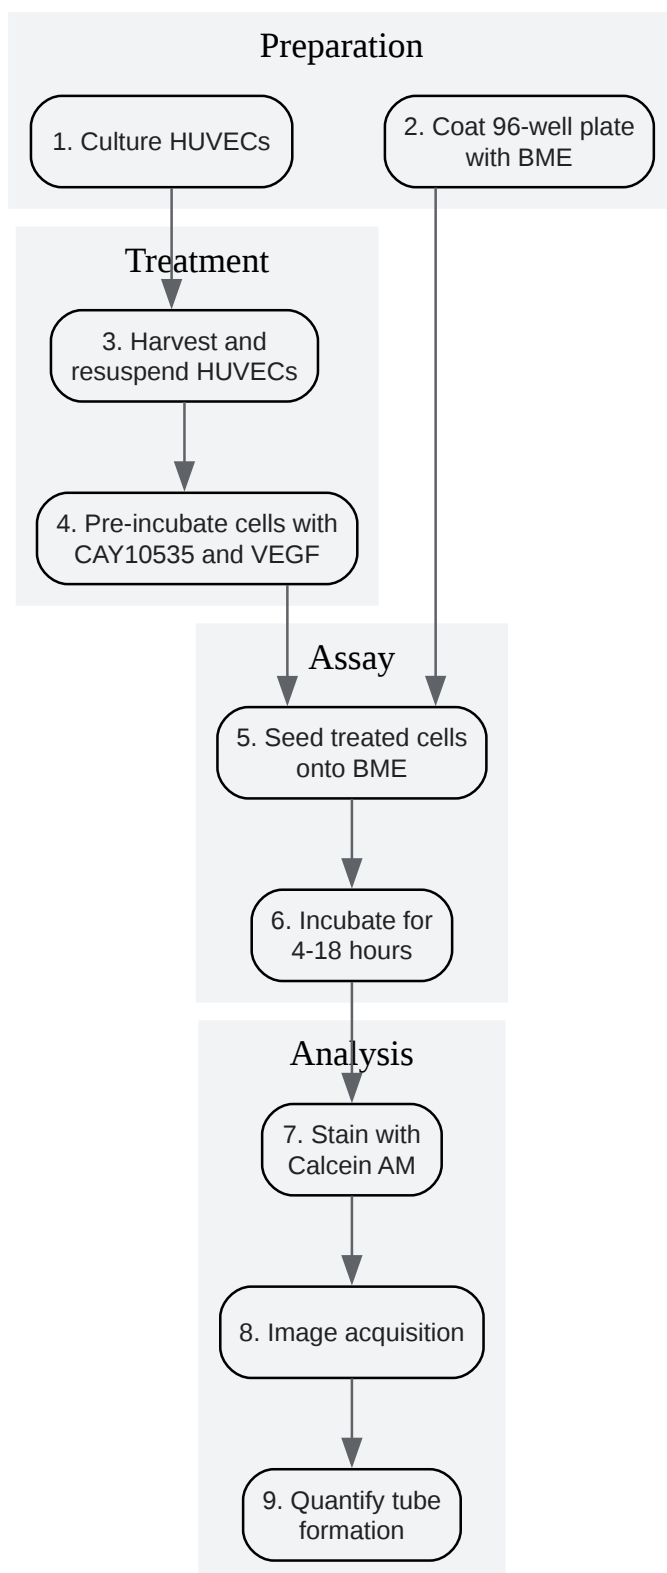 Preparation
1. Culture HUVECs
2. Coat 96-well plate
with BME
Treatment
3. Harvest and
resuspend HUVECs
4. Pre-incubate cells with
CAY10535 and VEGF
Assay
5. Seed treated cells
onto BME
6. Incubate for
4-18 hours
Analysis
7. Stain with
Calcein AM
8. Image acquisition
9. Quantify tube
formation